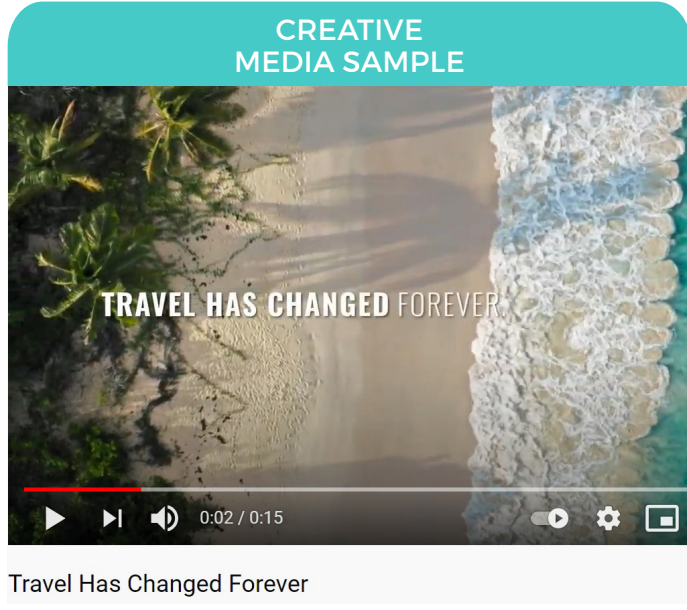 CREATIVE
MEDIA SAMPLE
TRAVEL HAS CHANGED FOREVER.
0:02 / 0:15
Travel Has Changed Forever